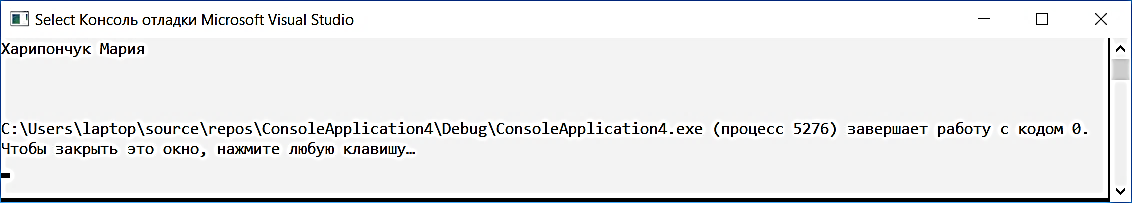 Select Консоль отладки Microsoft Visual Studio
Харипончук Мария
C:\Users\laptop\source\repos\ConsoleApplication4\Debug\ConsoleApplication4.exe (процесс 5276) завершает работу с кодом 0.
Чтобы закрыть это окно, нажмите любую клавишу…